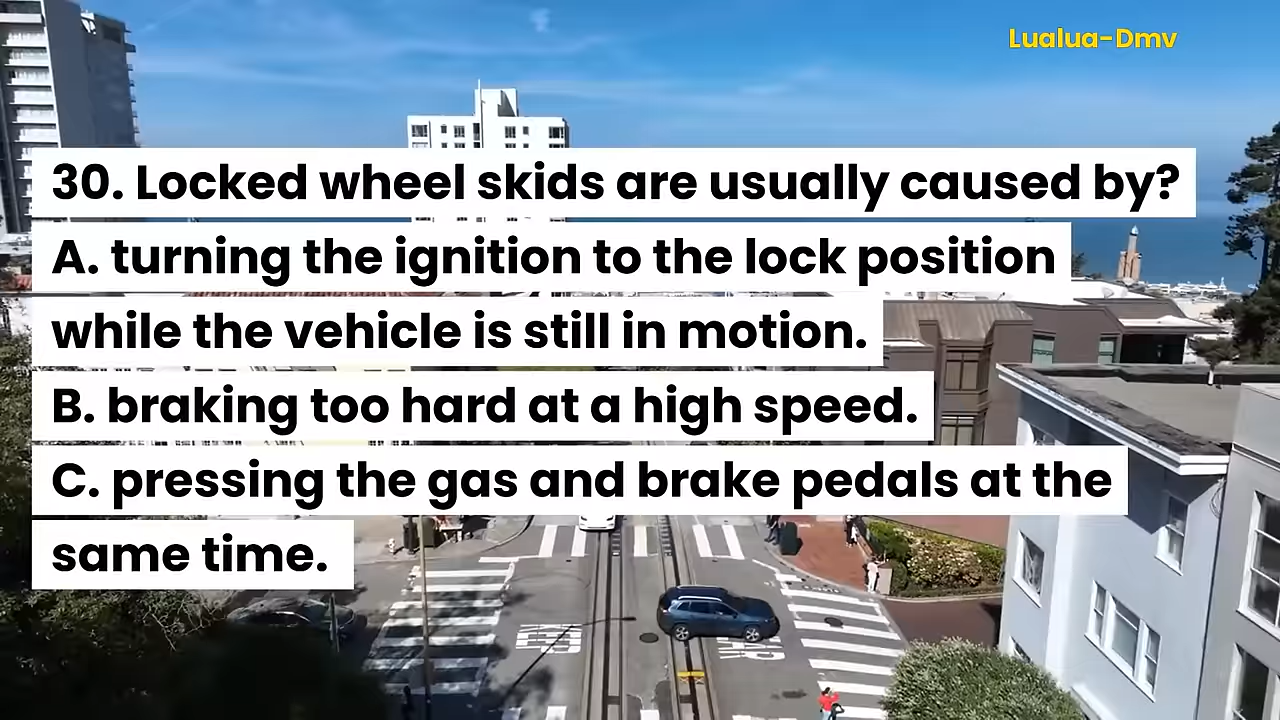 Lualua-Dmv
30. Locked wheel skids are usually caused by?
A. turning the ignition to the lock position
while the vehicle is still in motion.
B. braking too hard at a high speed.
C. pressing the gas and brake pedals at the
same time.
KEEP